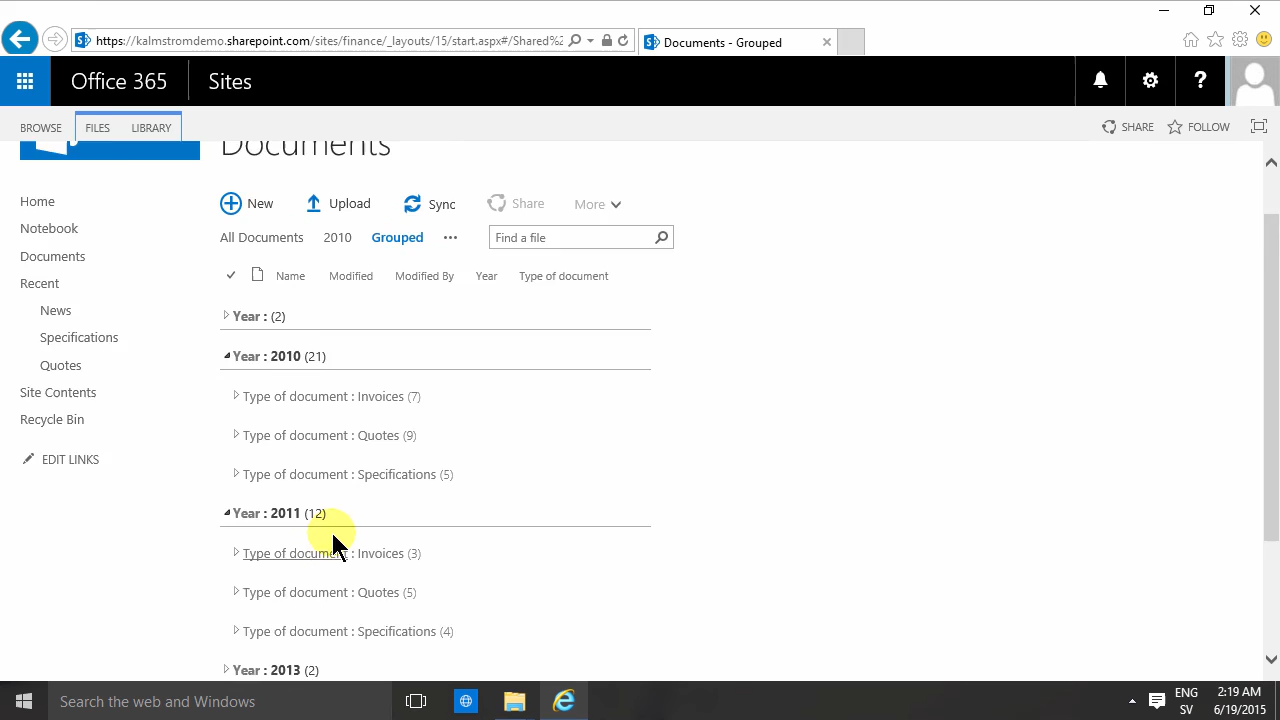 https://kalmstromdemo.sharepoint.com/sites/finance/_layouts/15/start.aspx#/Shared%2
Documents - Grouped
Office 365
Sites
?
BROWSE
FILES
LIBRARY
SHARE
FOLLOW
Documents
Home
Notebook
Documents
Recent
News
Specifications
Quotes
Site Contents
Recycle Bin
EDIT LINKS
New
Upload
Sync
Share
More
All Documents
2010
Grouped
...
Find a file
Name
Modified
Modified By
Year
Type of document
Year : (2)
Year : 2010 (21)
Type of document : Invoices (7)
Type of document : Quotes (9)
Type of document : Specifications (5)
Year : 2011 (12)
Type of document : Invoices (3)
Type of document : Quotes (5)
Type of document : Specifications (4)
Year : 2013 (2)
Search the web and Windows
ENG
SV
2:19 AM
6/19/2015